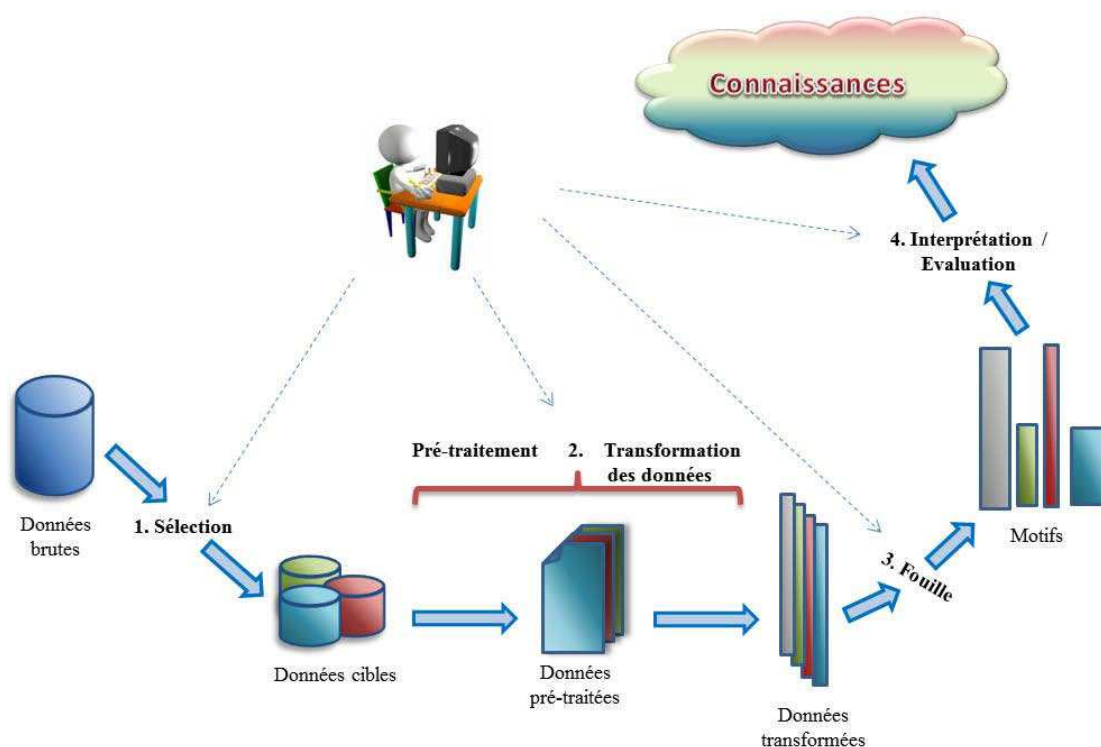 Connaissances
4. Interprétation /
Evaluation
Pré-traitement 2. Transformation
des données
Données
brutes
1. Sélection
Données cibles
Données
pré-traitées
Données
transformées
3. Fouille
Motifs